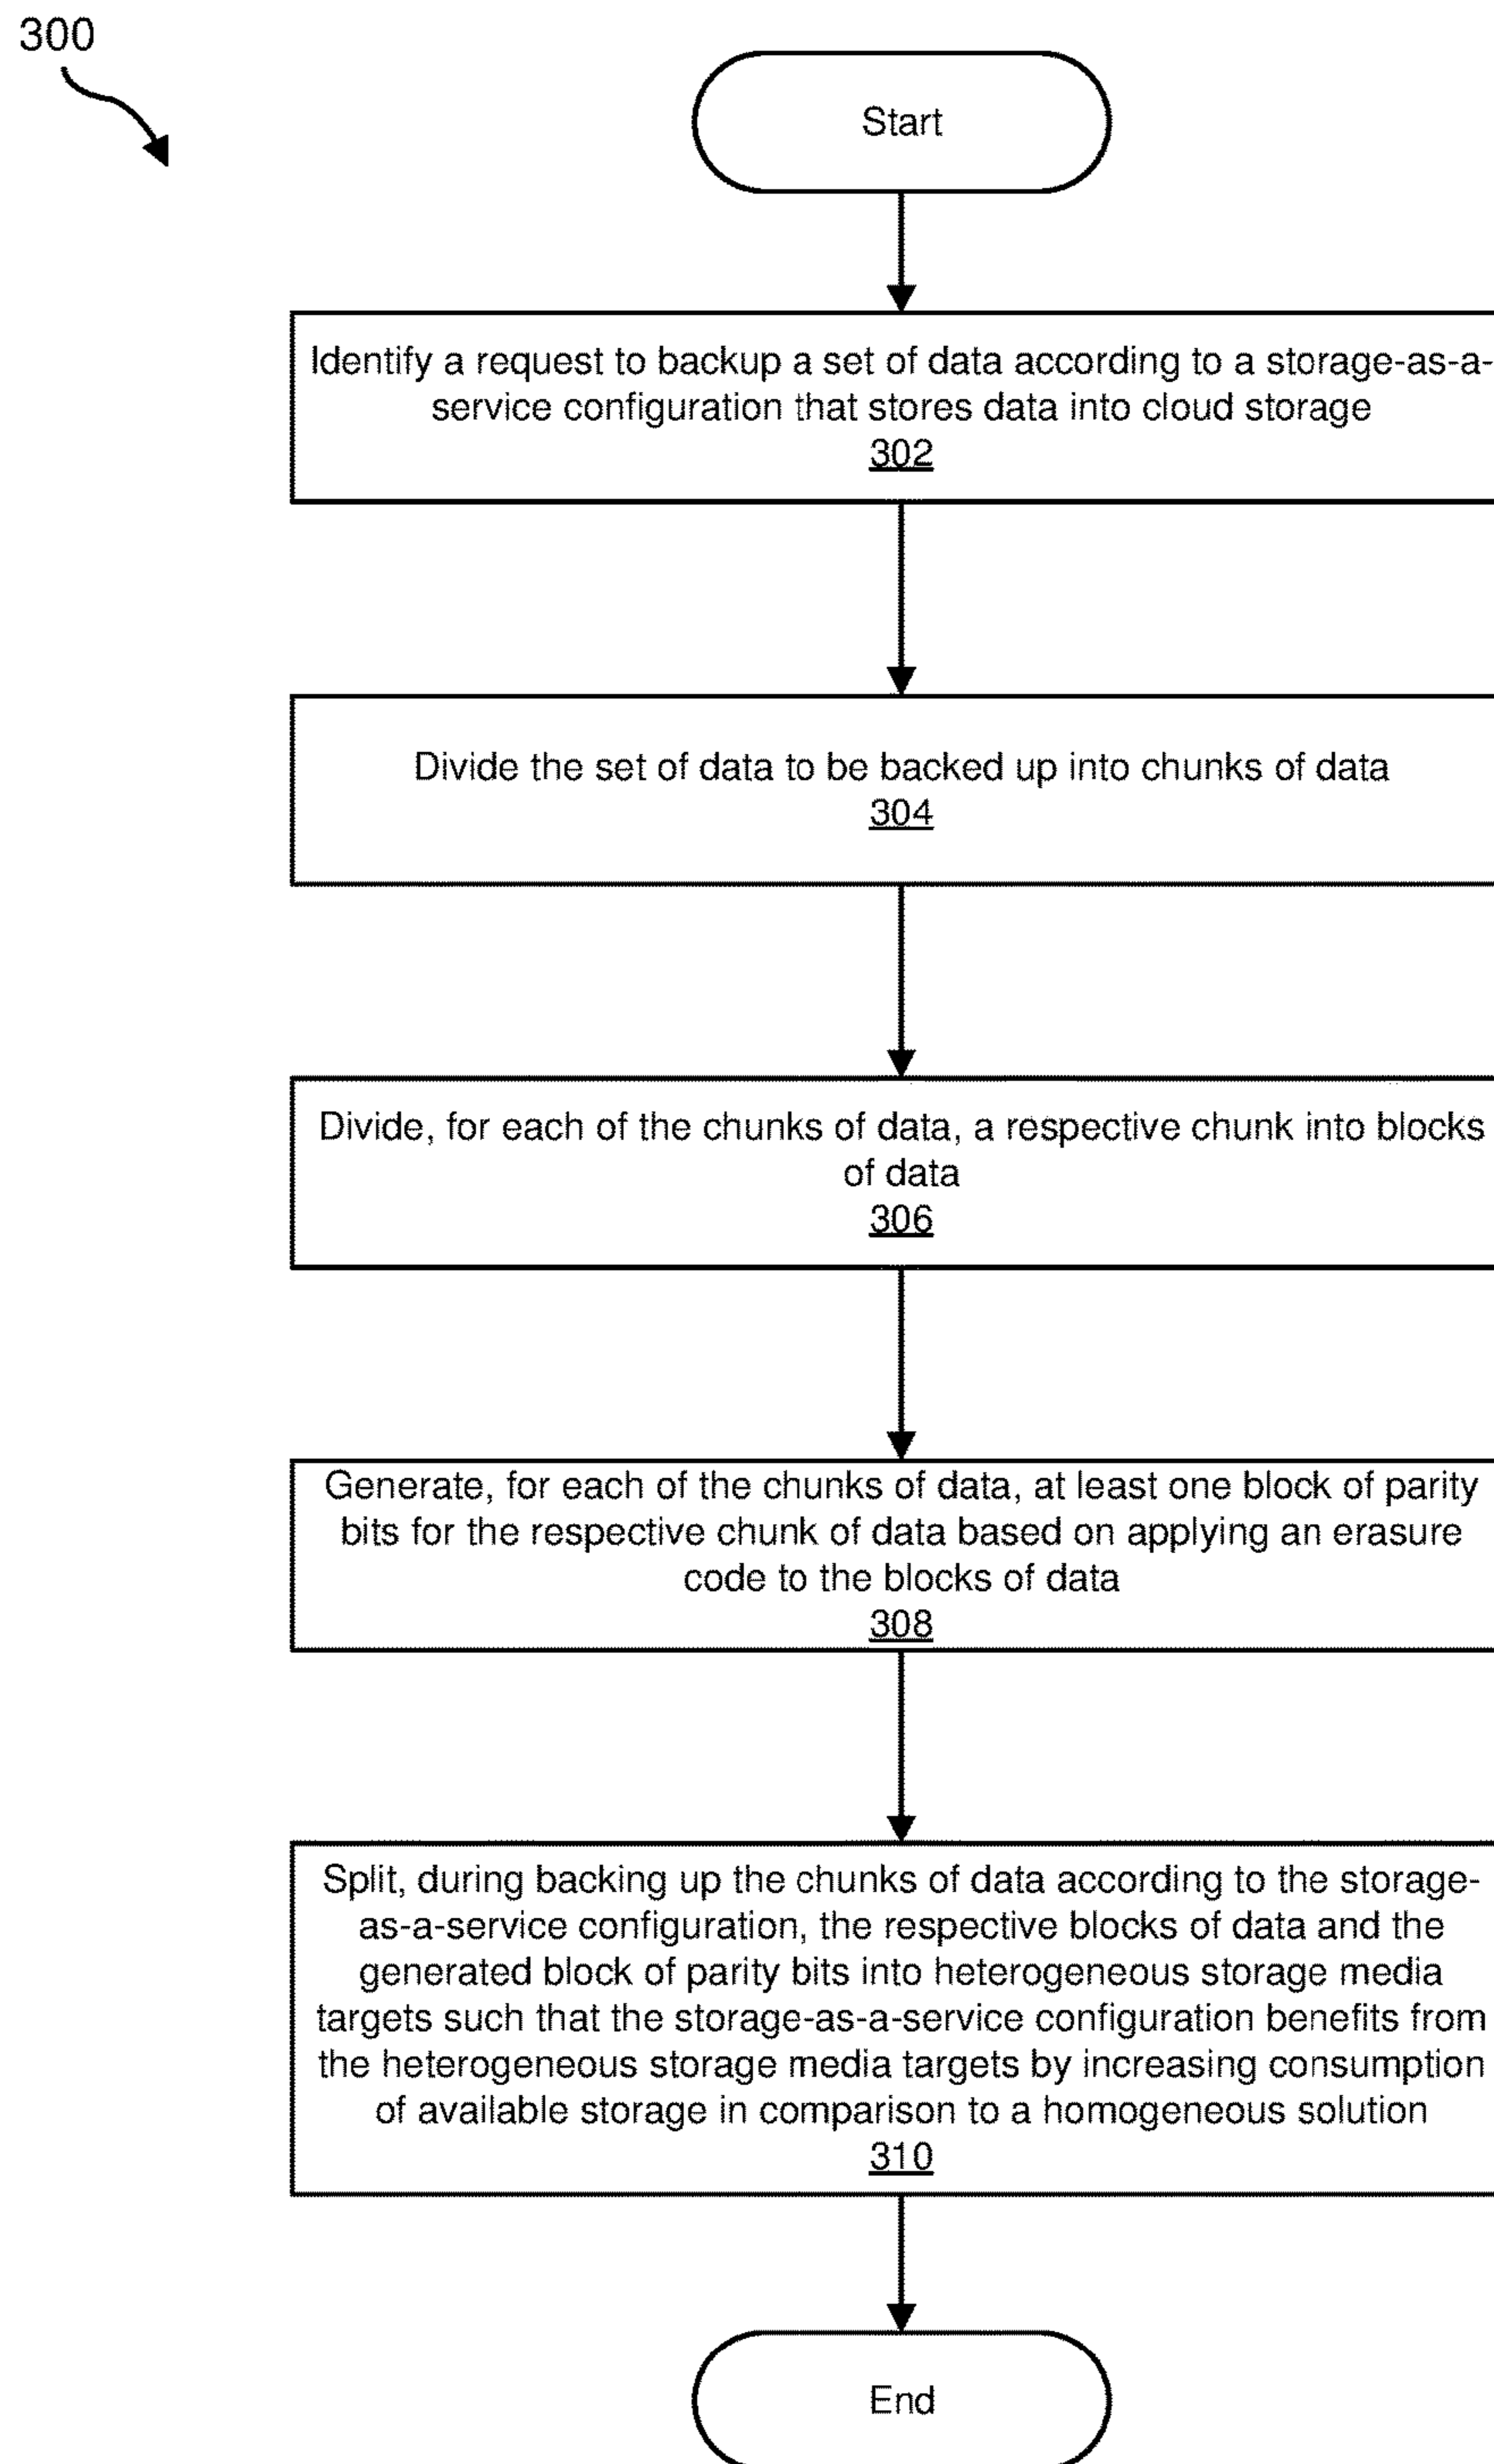 300
Start
Identify a request to backup a set of data according to a storage-as-a-
service configuration that stores data into cloud storage
302
Divide the set of data to be backed up into chunks of data
304
Divide, for each of the chunks of data, a respective chunk into blocks
of data
306
Generate, for each of the chunks of data, at least one block of parity
bits for the respective chunk of data based on applying an erasure
code to the blocks of data
308
Split, during backing up the chunks of data according to the storage-
as-a-service configuration, the respective blocks of data and the
generated block of parity bits into heterogeneous storage media
targets such that the storage-as-a-service configuration benefits from
the heterogeneous storage media targets by increasing consumption
of available storage in comparison to a homogeneous solution
310
End